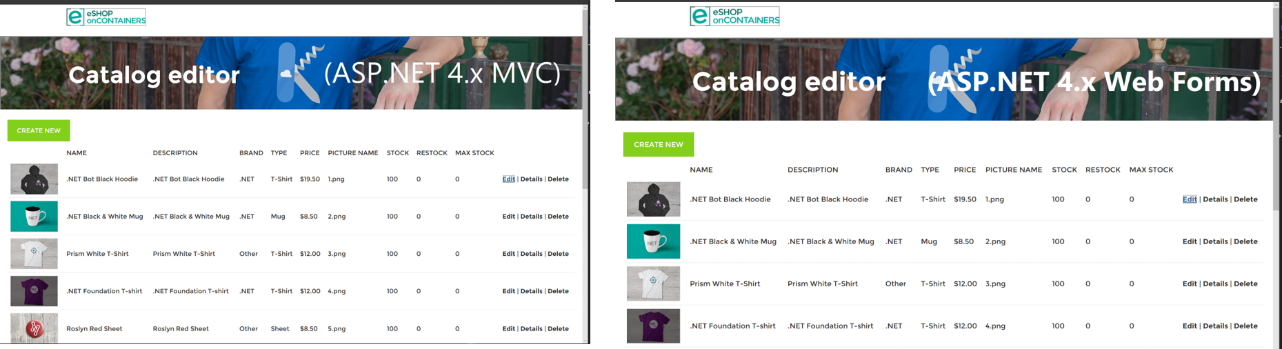 eSHOP
onCONTAINERS
Catalog editor (ASP.NET 4.x MVC)
CREATE NEW
NAME DESCRIPTION BRAND TYPE PRICE PICTURE NAME STOCK RESTOCK MAX STOCK
.NET Bot Black Hoodie .NET Bot Black Hoodie .NET T-Shirt $19.50 1.png 100 0 0 Edit | Details | Delete
.NET Black & White Mug .NET Black & White Mug .NET Mug $8.50 2.png 100 0 0 Edit | Details | Delete
Prism White T-Shirt Prism White T-Shirt Other T-Shirt $12.00 3.png 100 0 0 Edit | Details | Delete
.NET Foundation T-shirt .NET Foundation T-shirt .NET T-Shirt $12.00 4.png 100 0 0 Edit | Details | Delete
Roslyn Red Sheet Roslyn Red Sheet Other Sheet $8.50 5.png 100 0 0 Edit | Details | Delete
eSHOP
onCONTAINERS
Catalog editor (ASP.NET 4.x Web Forms)
CREATE NEW
NAME DESCRIPTION BRAND TYPE PRICE PICTURE NAME STOCK RESTOCK MAX STOCK
.NET Bot Black Hoodie .NET Bot Black Hoodie .NET T-Shirt $19.50 1.png 100 0 0 Edit | Details | Delete
.NET Black & White Mug .NET Black & White Mug .NET Mug $8.50 2.png 100 0 0 Edit | Details | Delete
Prism White T-Shirt Prism White T-Shirt Other T-Shirt $12.00 3.png 100 0 0 Edit | Details | Delete
.NET Foundation T-shirt .NET Foundation T-shirt .NET T-Shirt $12.00 4.png 100 0 0 Edit | Details | Delete